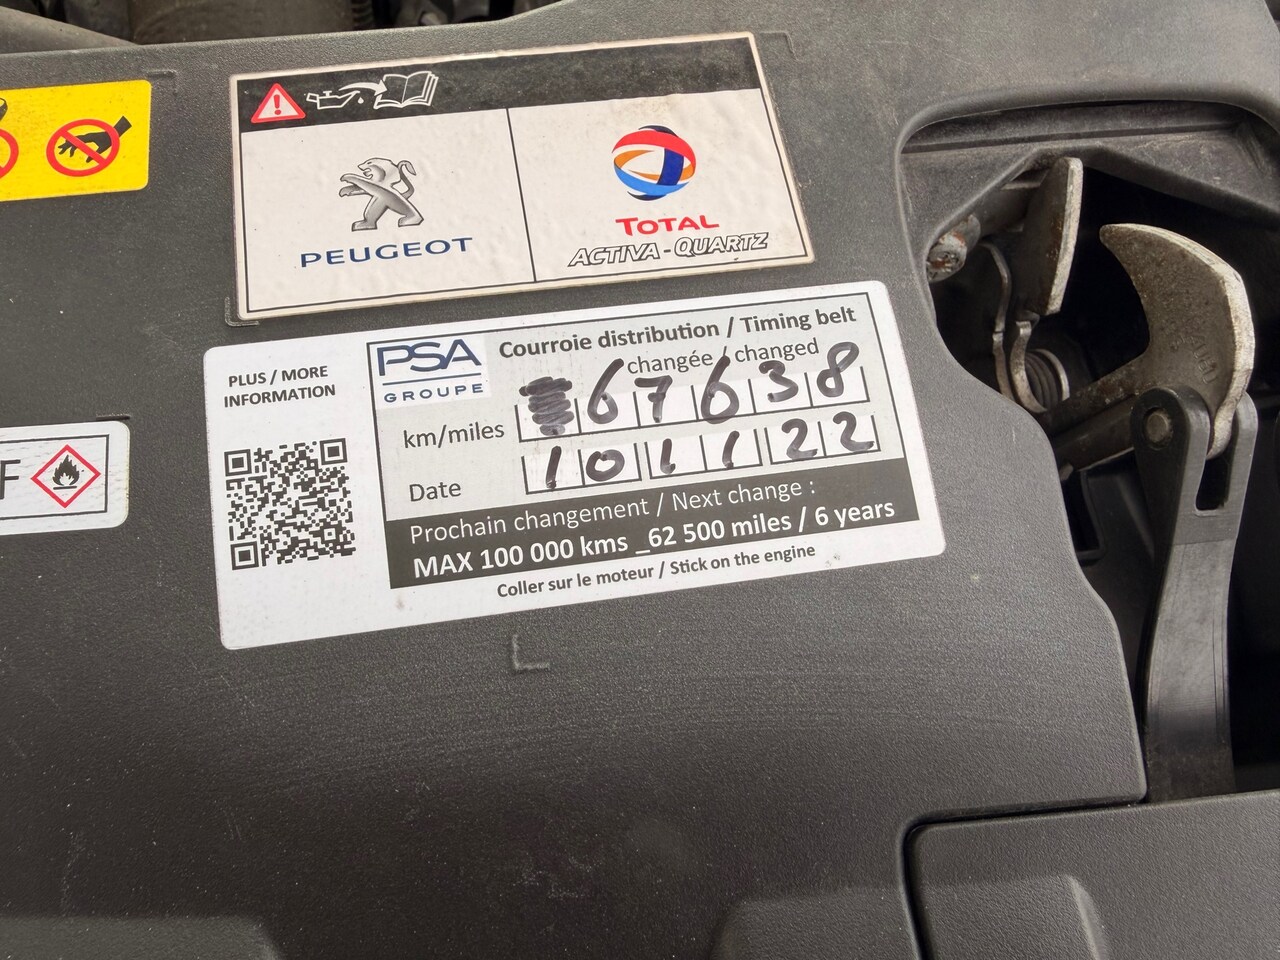 PEUGEOT
TOTAL
ACTIVA-QUARTZ
PLUS / MORE
INFORMATION
PSA
GROUPE
Courroie distribution / Timing belt
changée / changed
km/miles 67638
Date 10 11 22
Prochain changement / Next change :
MAX 100 000 kms _62 500 miles / 6 years
Coller sur le moteur / Stick on the engine
F